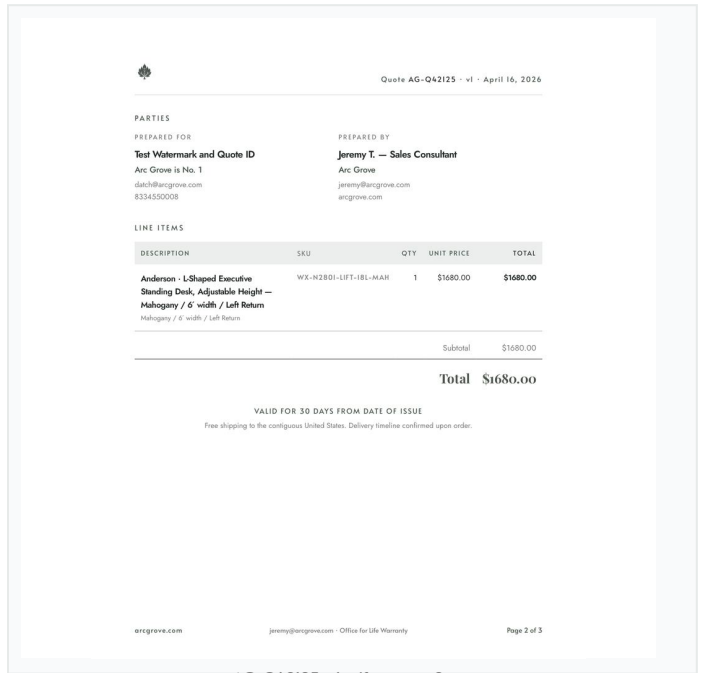 Quote AG-Q42125 · v1 · April 16, 2026
PARTIES
PREPARED FOR
Test Watermark and Quote ID
Arc Grove is No. 1
datch@arcgrove.com
8334550008
PREPARED BY
Jeremy T. — Sales Consultant
Arc Grove
jeremy@arcgrove.com
arcgrove.com
LINE ITEMS
DESCRIPTION SKU QTY UNIT PRICE TOTAL
Anderson · L-Shaped Executive WX-N2801-LIFT-18L-MAH 1 $1680.00 $1680.00
Standing Desk, Adjustable Height —
Mahogany / 6' width / Left Return
Mahogany / 6' width / Left Return
Subtotal $1680.00
Total $1680.00
VALID FOR 30 DAYS FROM DATE OF ISSUE
Free shipping to the contiguous United States. Delivery timeline confirmed upon order.
arcgrove.com jeremy@arcgrove.com · Office for Life Warranty Page 2 of 3